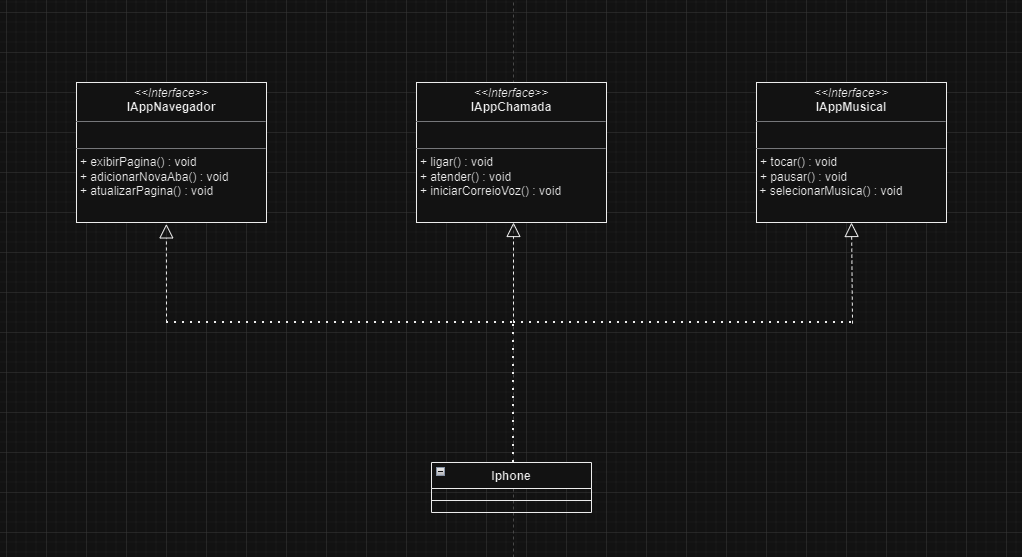 <<Interface>>
IAppNavegador
+ exibirPagina() : void
+ adicionarNovaAba() : void
+ atualizarPagina() : void
<<Interface>>
IAppChamada
+ ligar() : void
+ atender() : void
+ iniciarCorreioVoz() : void
<<Interface>>
IAppMusical
+ tocar() : void
+ pausar() : void
+ selecionarMusica() : void
Iphone